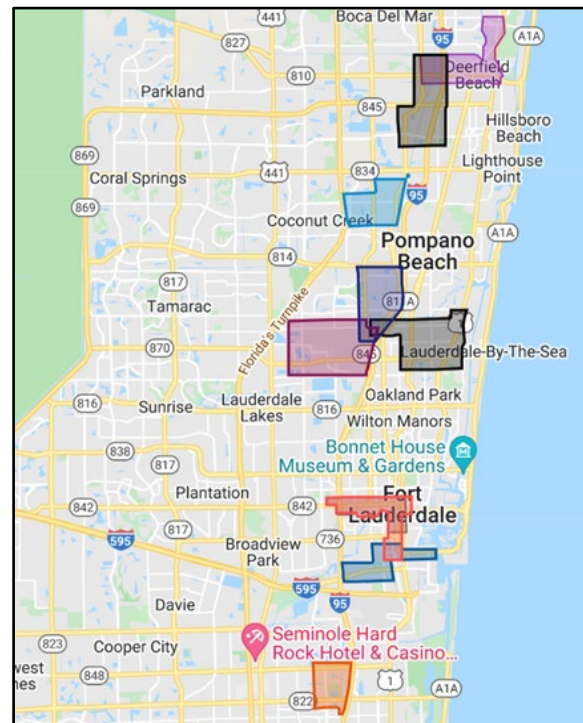 441
Boca Del Mar
95
A1A
827
810
Deerfield
Beach
Parkland
845
Hillsboro
Beach
869
441
834
Lighthouse
Point
Coral Springs
95
869
Coconut Creek
A1A
814
Pompano
Beach
817
811A
Tamarac
Florida's Turnpike
1
870
845
Lauderdale-By-The-Sea
816
Sunrise
Lauderdale
Lakes
816
Oakland Park
Wilton Manors
838
817
Bonnet House
Museum & Gardens
Plantation
842
842
Fort
Lauderdale
817
736
595
Broadview
Park
595
95
Davie
823
Cooper City
Seminole Hard
Rock Hotel & Casino...
848
1
822
A1A